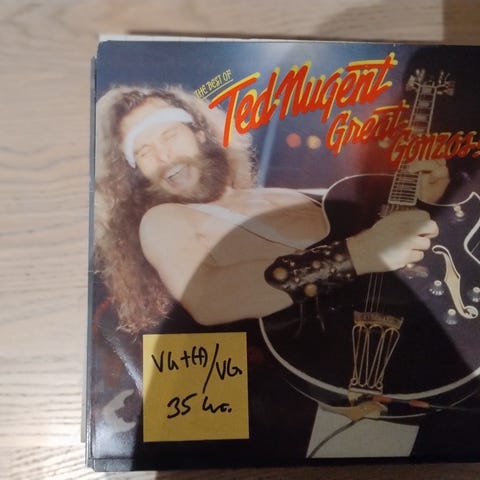 THE BEST OF
Ted Nugent
Great
Gonzos
VG+(+)/VG
35 kr.